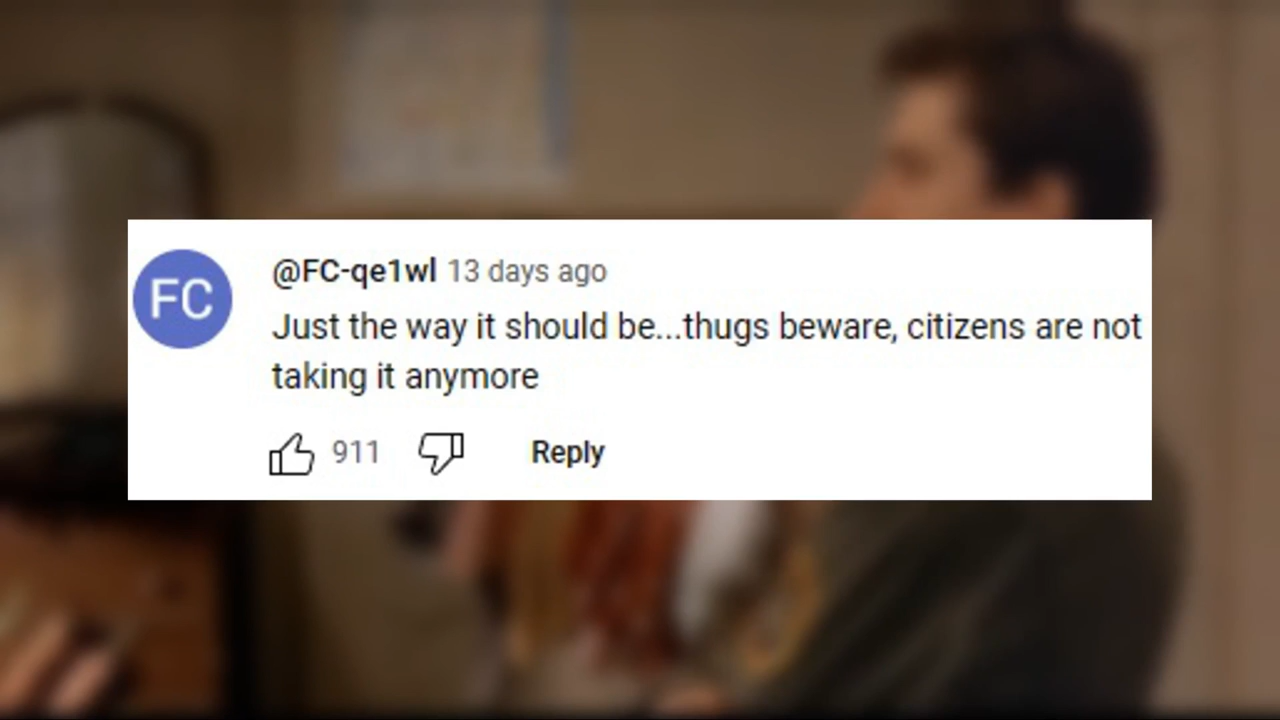 FC
@FC-qe1wl 13 days ago
Just the way it should be...thugs beware, citizens are not
taking it anymore
911 Reply